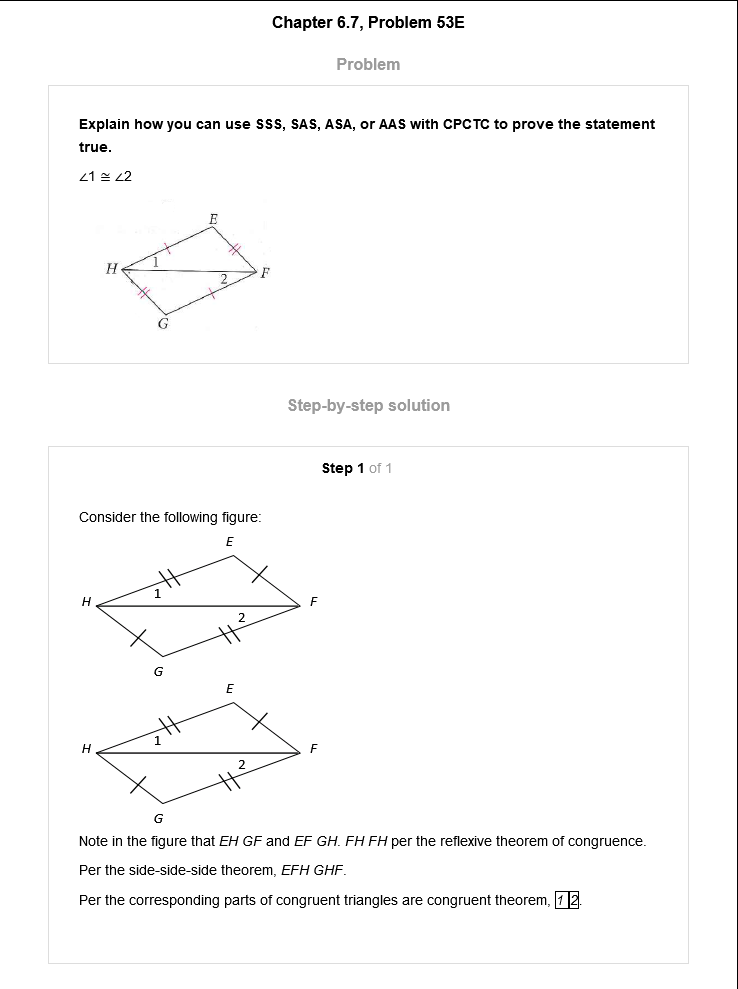 Chapter 6.7, Problem 53E
Problem
Explain how you can use SSS, SAS, ASA, or AAS with CPCTC to prove the statement
true.
∠1 ≅ ∠2
E
H
1
2
F
G
Step-by-step solution
Step 1 of 1
Consider the following figure:
E
H
1
F
2
G
E
H
1
F
2
G
Note in the figure that EH GF and EF GH. FH FH per the reflexive theorem of congruence.
Per the side-side-side theorem, EFH GHF.
Per the corresponding parts of congruent triangles are congruent theorem, 1 2.